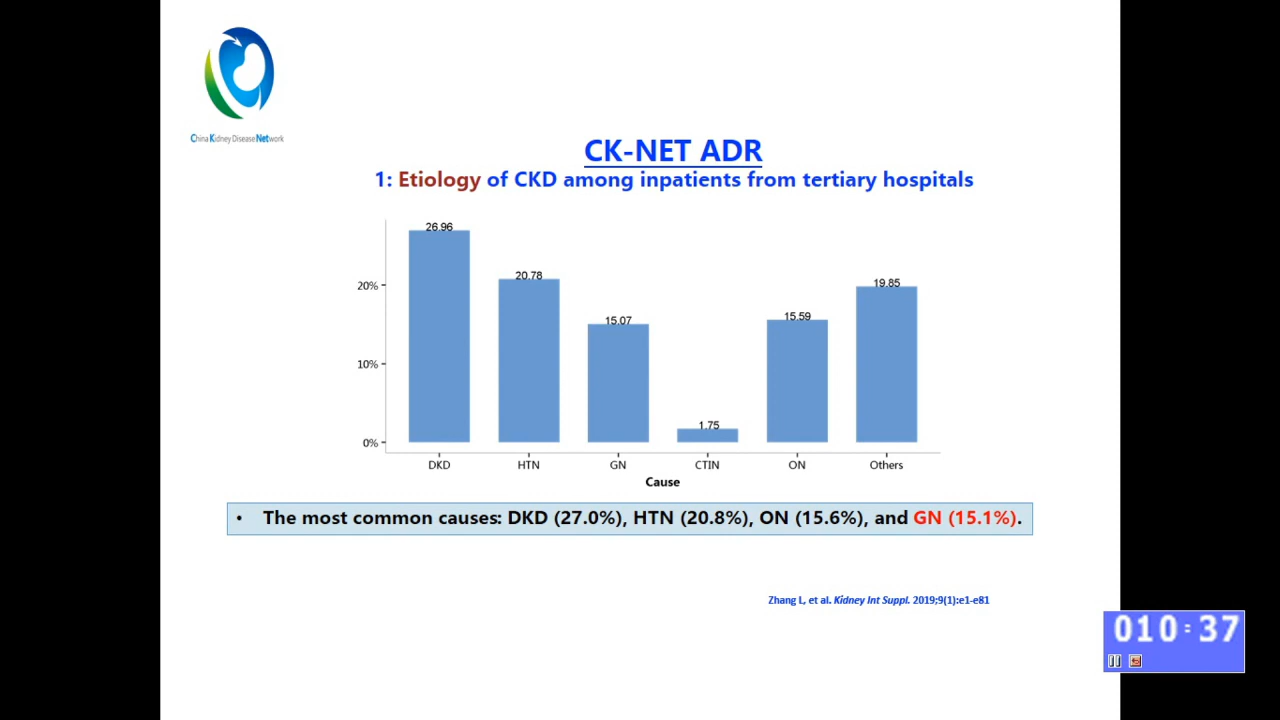 China Kidney Disease Network
CK-NET ADR
1: Etiology of CKD among inpatients from tertiary hospitals
26.96
20.78
15.07
1.75
15.59
19.85
20%
10%
0%
DKD
HTN
GN
CTIN
ON
Others
Cause
• The most common causes: DKD (27.0%), HTN (20.8%), ON (15.6%), and GN (15.1%).
Zhang L, et al. Kidney Int Suppl. 2019;9(1):e1-e81
010:37